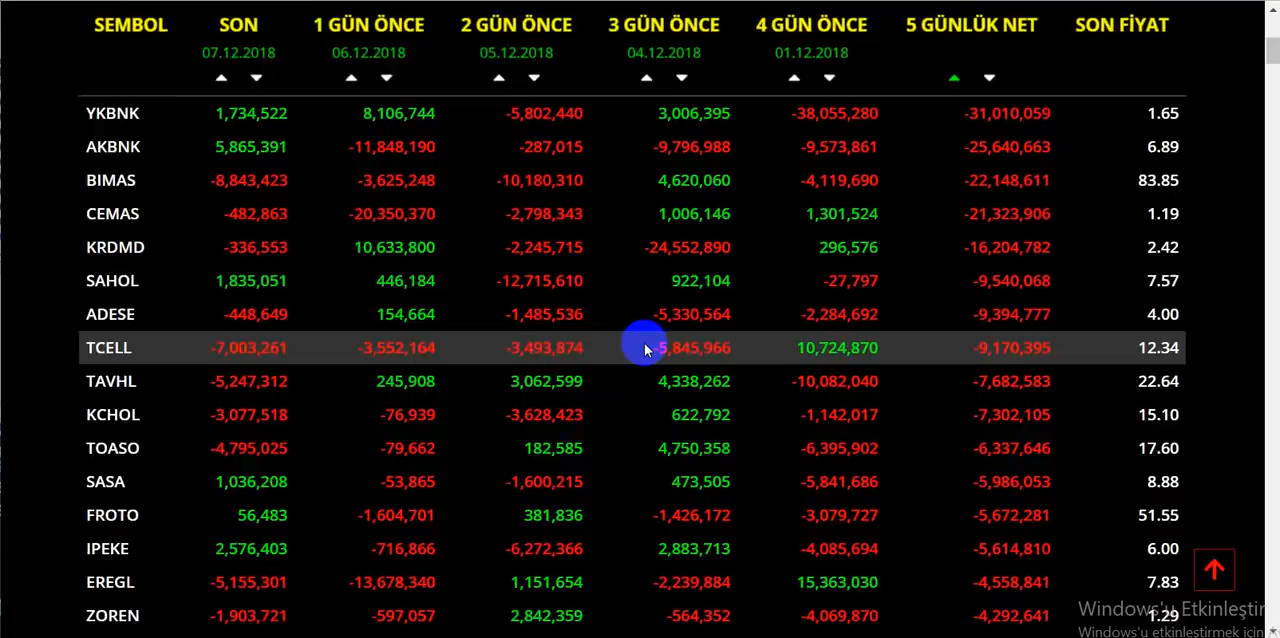 SEMBOL SON 1 GÜN ÖNCE 2 GÜN ÖNCE 3 GÜN ÖNCE 4 GÜN ÖNCE 5 GÜNLÜK NET SON FİYAT
07.12.2018 06.12.2018 05.12.2018 04.12.2018 01.12.2018
YKBNK 1,734,522 8,106,744 -5,802,440 3,006,395 -38,055,280 -31,010,059 1.65
AKBNK 5,865,391 -11,848,190 -287,015 -9,796,988 -9,573,861 -25,640,663 6.89
BIMAS -8,843,423 -3,625,248 -10,180,310 4,620,060 -4,119,690 -22,148,611 83.85
CEMAS -482,863 -20,350,370 -2,798,343 1,006,146 1,301,524 -21,323,906 1.19
KRDMD -336,553 10,633,800 -2,245,715 -24,552,890 296,576 -16,204,782 2.42
SAHOL 1,835,051 446,184 -12,715,610 922,104 -27,797 -9,540,068 7.57
ADESE -448,649 154,664 -1,485,536 -5,330,564 -2,284,692 -9,394,777 4.00
TCELL -7,003,261 -3,552,164 -3,493,874 -5,845,966 10,724,870 -9,170,395 12.34
TAVHL -5,247,312 245,908 3,062,599 4,338,262 -10,082,040 -7,682,583 22.64
KCHOL -3,077,518 -76,939 -3,628,423 622,792 -1,142,017 -7,302,105 15.10
TOASO -4,795,025 -79,662 182,585 4,750,358 -6,395,902 -6,337,646 17.60
SASA 1,036,208 -53,865 -1,600,215 473,505 -5,841,686 -5,986,053 8.88
FROTO 56,483 -1,604,701 381,836 -1,426,172 -3,079,727 -5,672,281 51.55
IPEKE 2,576,403 -716,866 -6,272,366 2,883,713 -4,085,694 -5,614,810 6.00
EREGL -5,155,301 -13,678,340 1,151,654 -2,239,884 15,363,030 -4,558,841 7.83
ZOREN -1,903,721 -597,057 2,842,359 -564,352 -4,069,870 -4,292,641 1.29
Windows'u Etkinleştir
Windows'u etkinleştirmek için